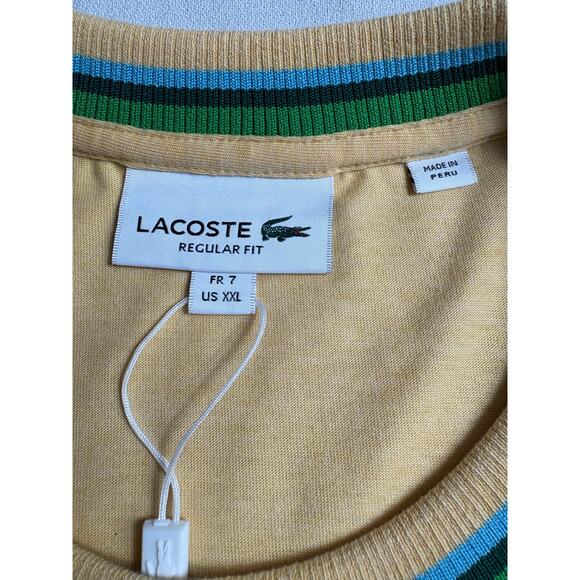 LACOSTE
REGULAR FIT
FR 7
US XXL
MADE IN
PERU